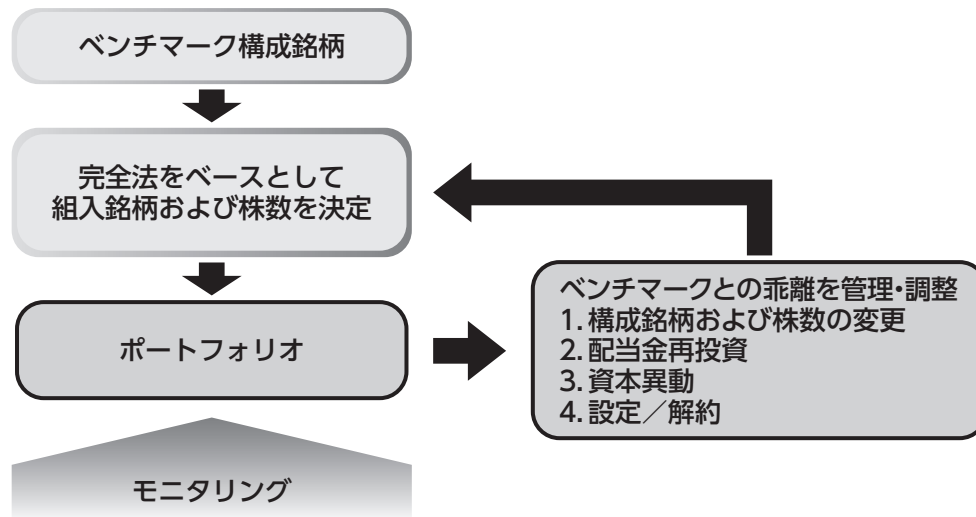 ベンチマーク構成銘柄
完全法をベースとして
組入銘柄および株数を決定
ポートフォリオ
ベンチマークとの乖離を管理・調整
1. 構成銘柄および株数の変更
2. 配当金再投資
3. 資本異動
4. 設定／解約
モニタリング